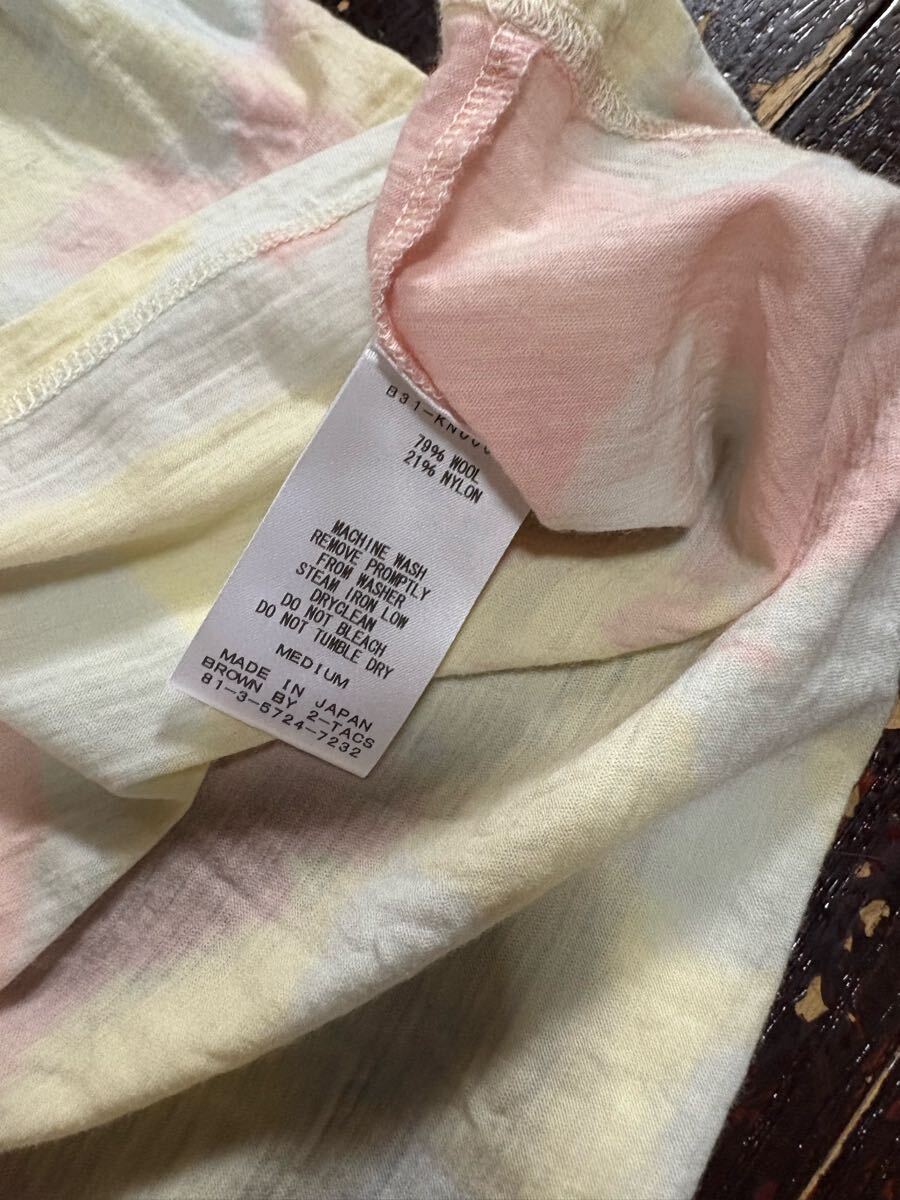 79% WOOL
21% NYLON
MACHINE WASH
REMOVE PROMPTLY
FROM WASHER
STEAM IRON LOW
DRYCLEAN
DO NOT BLEACH
DO NOT TUMBLE DRY
MEDIUM
MADE IN JAPAN
BROWN BY 2-TACS
81-3-5724-7232